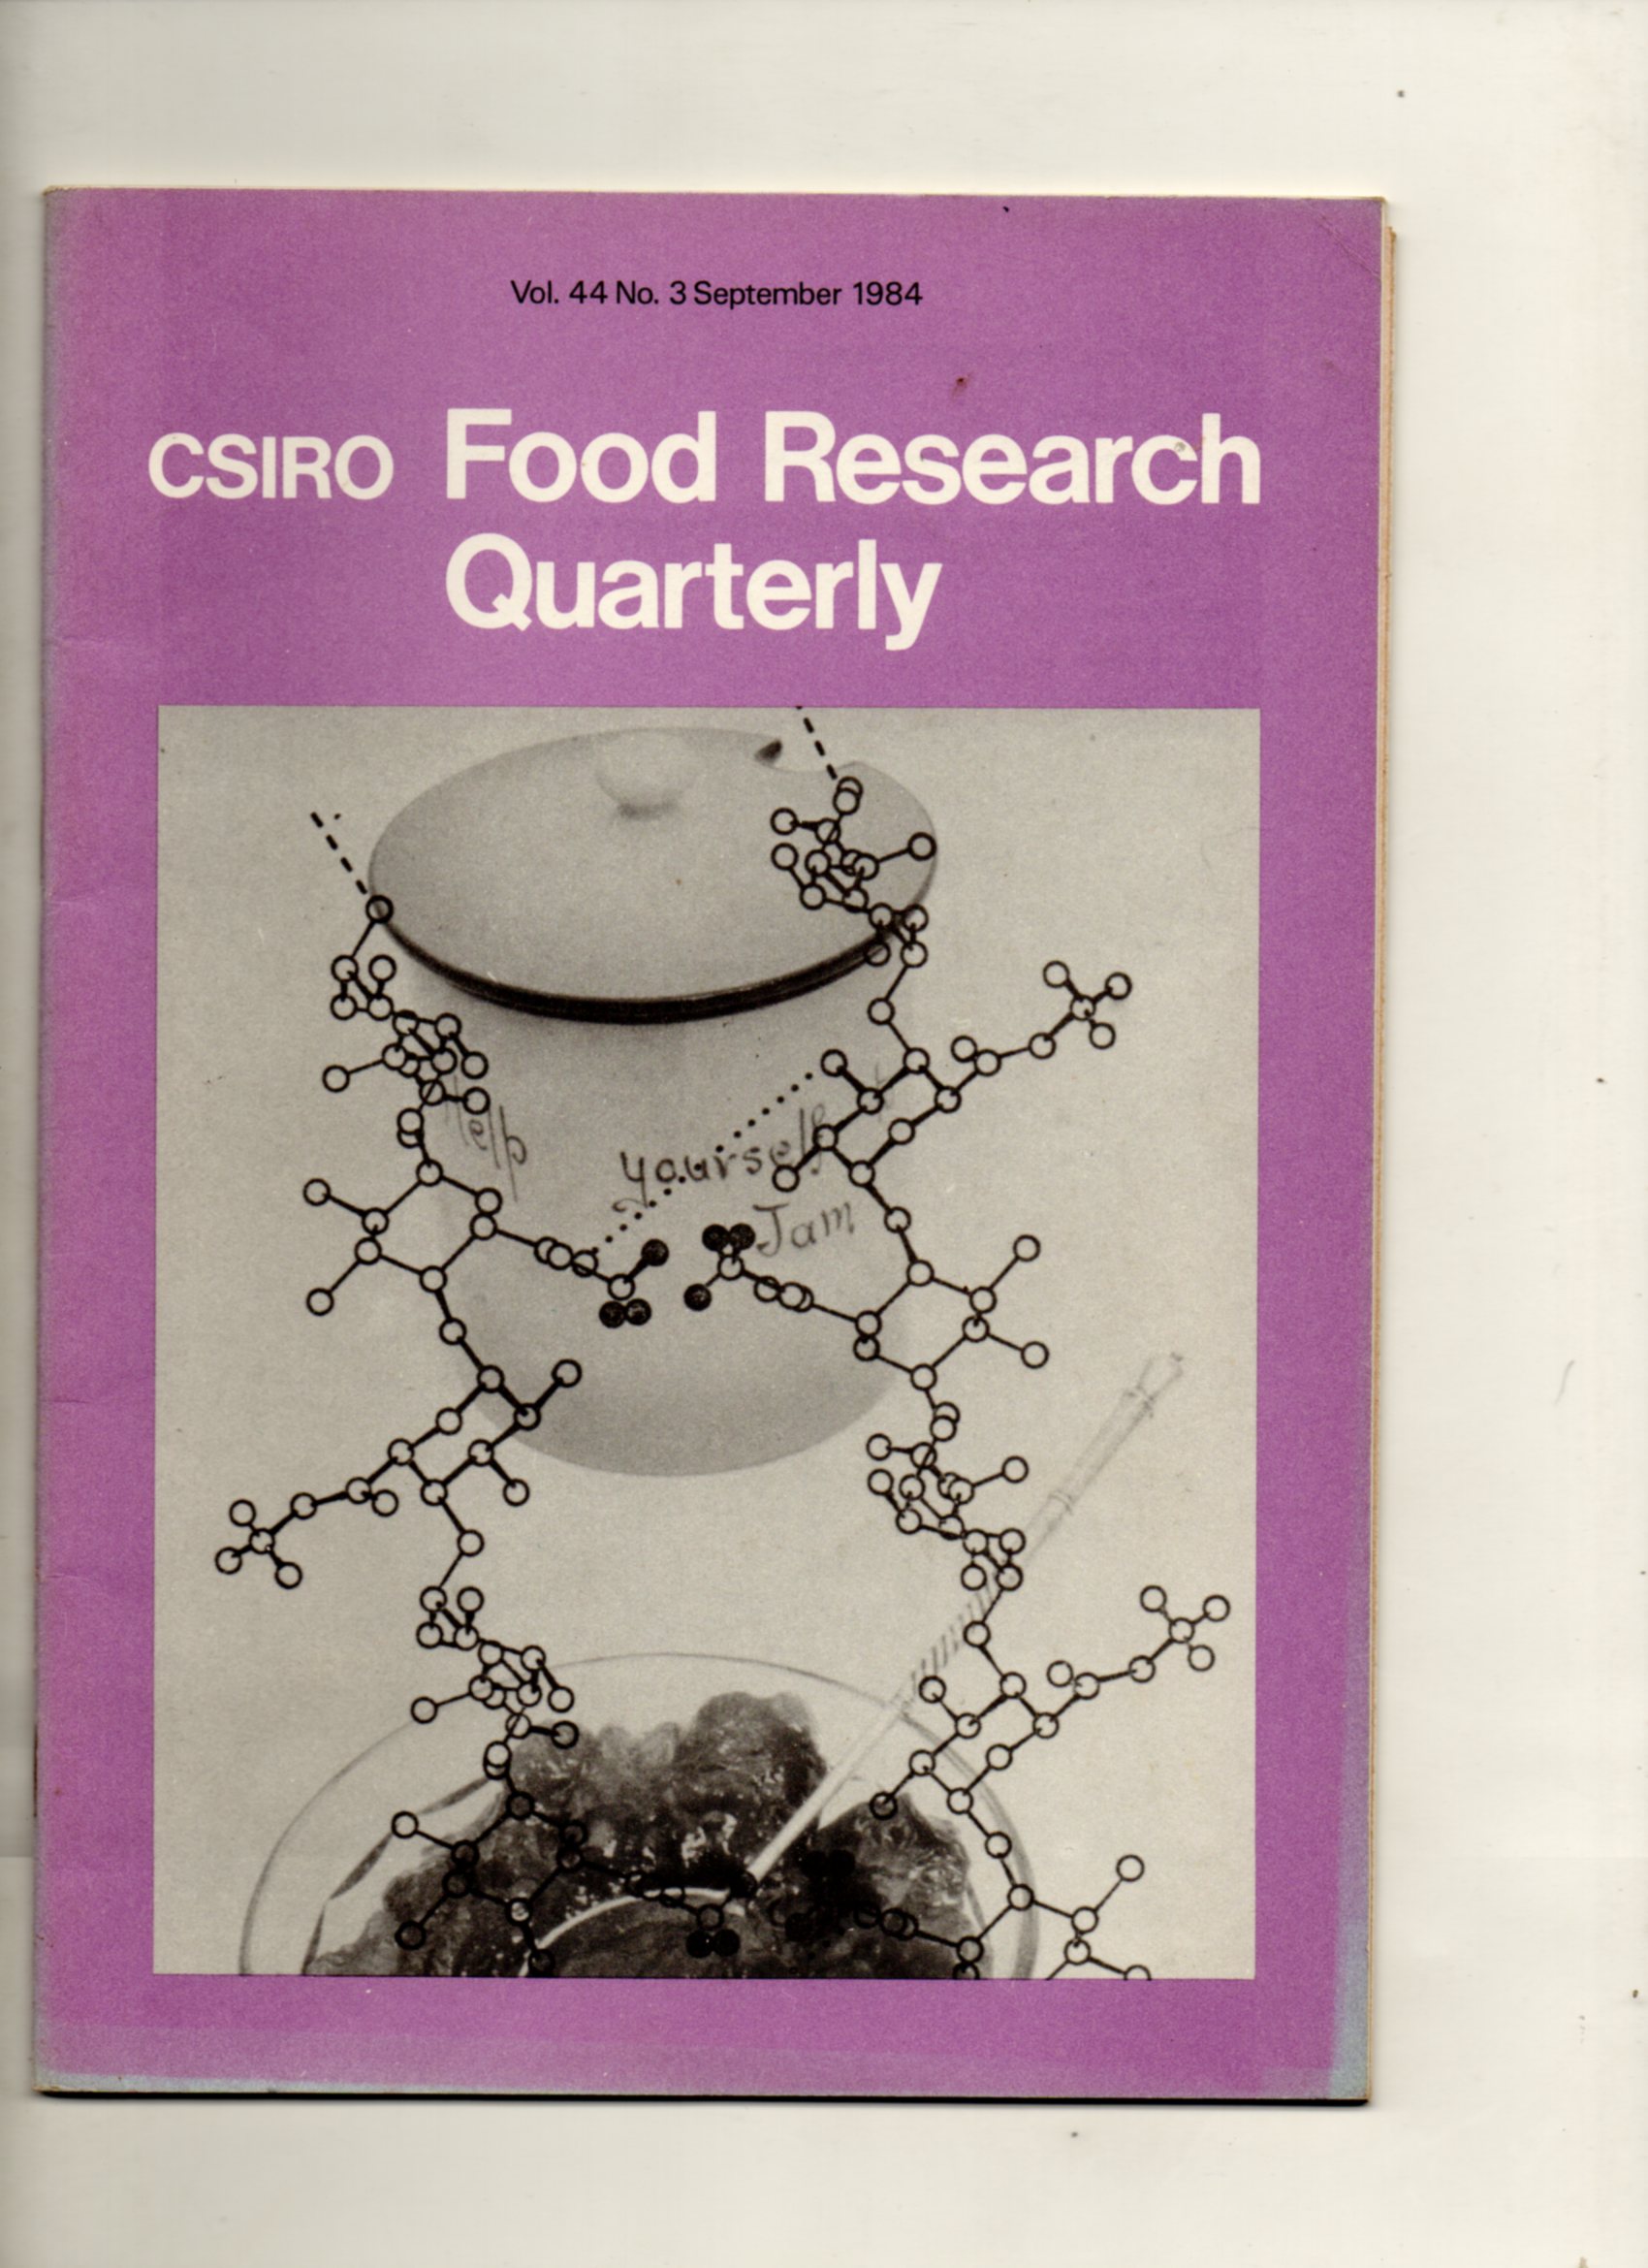 Vol. 44 No. 3 September 1984
CSIRO Food Research
Quarterly
Help yourself
Jam